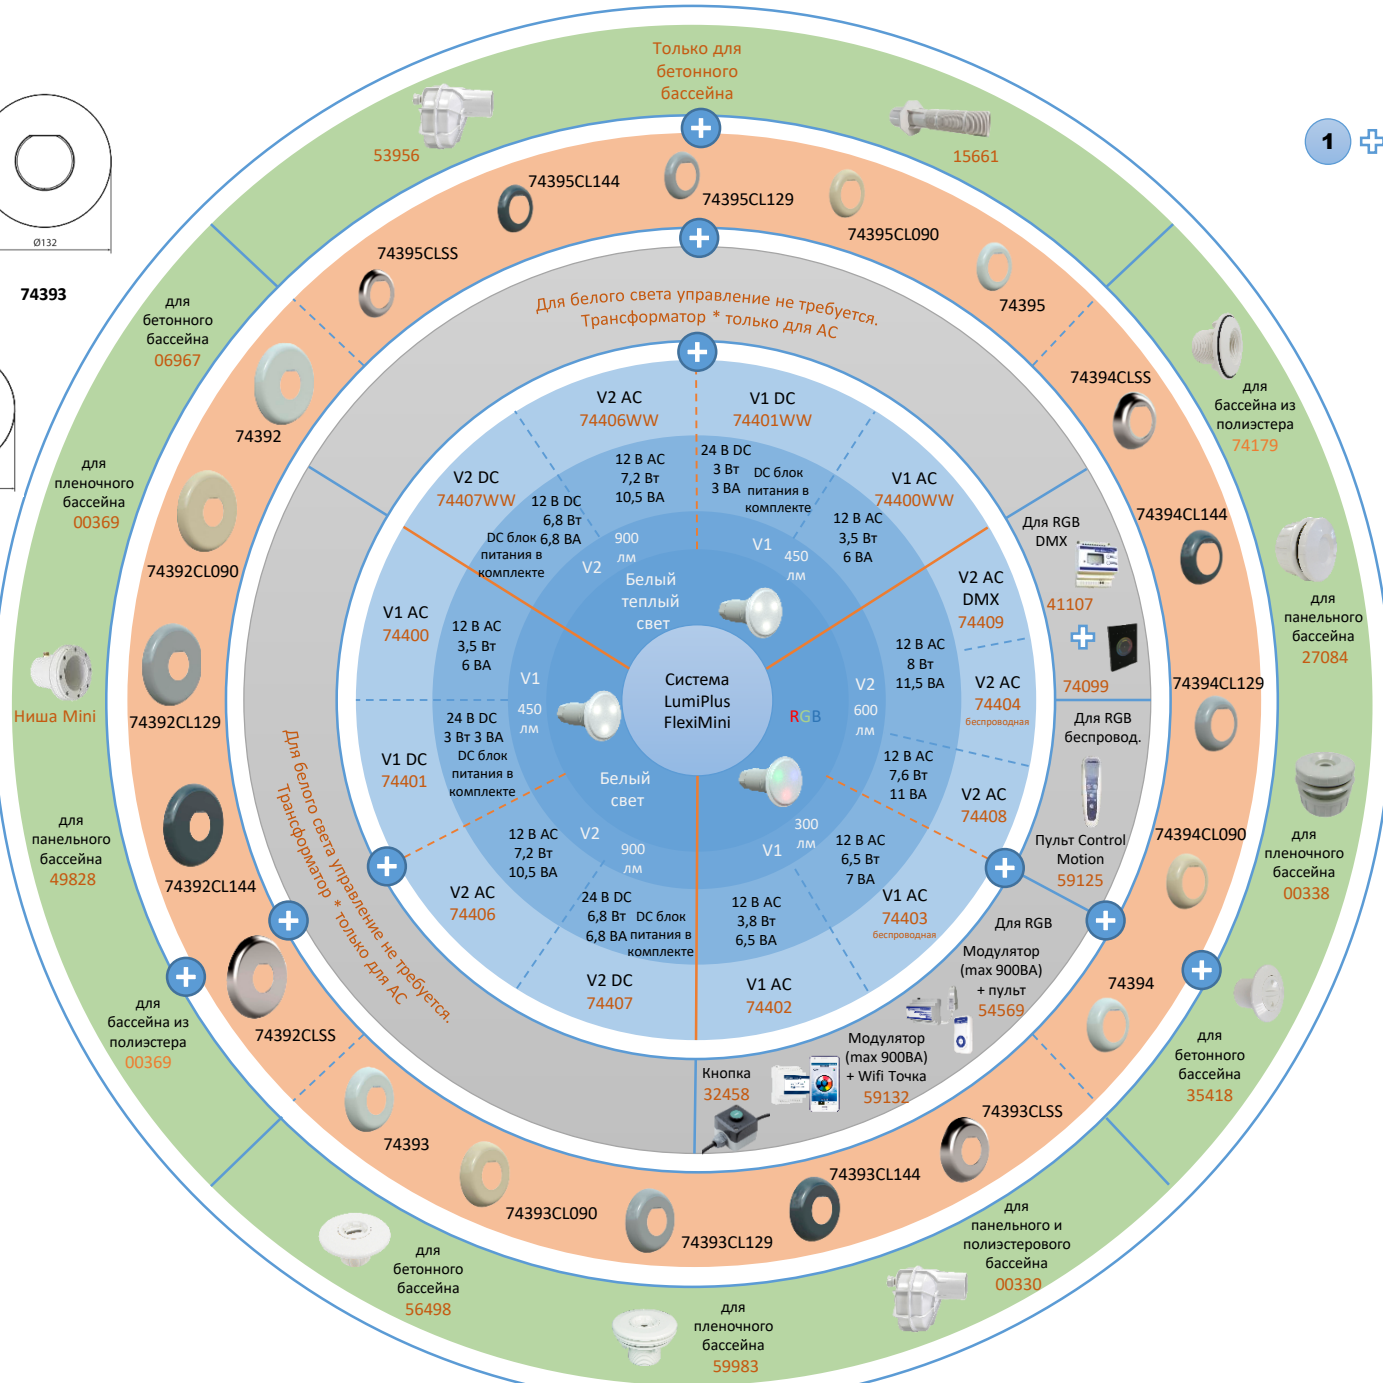 Только для
бетонного
бассейна
53956
15661
1
Ø132
74393
74395CL144
74395CL129
74395CL090
74395CLSS
74395
для
бетонного
бассейна
06967
Для белого света управление не требуется.
Трансформатор * только для АС
74394CLSS
для
бассейна из
полиэстера
74179
74392
V2 AC
74406WW
V1 DC
74401WW
V2 DC
74407WW
V1 AC
74400WW
12 В АС
7,2 Вт
10,5 ВА
24 В DC
3 Вт
3 ВА
DC блок
питания в
комплекте
12 В DC
6,8 Вт
6,8 ВА
DC блок
питания в
комплекте
12 В АС
3,5 Вт
6 ВА
900
лм
V2
V1
450
лм
Белый
теплый
свет
для
пленочного
бассейна
00369
74392CL090
Для RGB
DMX
41107
74099
74394CL144
для
панельного
бассейна
27084
V1 AC
74400
12 В АС
3,5 Вт
6 ВА
V1
450
лм
Система
LumiPlus
FlexiMini
RGB
V2
600
лм
12 В АС
8 Вт
11,5 ВА
V2 AC
DMX
74409
V2 AC
74404
беспроводная
74394CL129
Ниша Mini
74392CL129
V1 DC
74401
24 В DC
3 Вт 3 ВА
DC блок
питания в
комплекте
Для RGB
беспровод.
Пульт Control
Motion
59125
12 В АС
7,6 Вт
11 ВА
V2 AC
74408
Белый
свет
V2
900
лм
300
лм
V1
12 В АС
6,5 Вт
7 ВА
V1 AC
74403
беспроводная
74394CL090
для
пленочного
бассейна
00338
для
панельного
бассейна
49828
74392CL144
Для белого света управление не требуется.
Трансформатор * только для АС
12 В АС
7,2 Вт
10,5 ВА
V2 AC
74406
24 В DC
6,8 Вт
6,8 ВА
DC блок
питания в
комплекте
V2 DC
74407
12 В АС
3,8 Вт
6,5 ВА
V1 AC
74402
Для RGB
Модулятор
(max 900ВА)
+ пульт
54569
Модулятор
(max 900ВА)
+ Wifi Точка
59132
Кнопка
32458
74394
для
бетонного
бассейна
35418
для
бассейна из
полиэстера
00369
74392CLSS
74393
74393CL090
74393CL129
74393CL144
74393CLSS
для
бетонного
бассейна
56498
для
пленочного
бассейна
59983
для
панельного и
полиэстерового
бассейна
00330